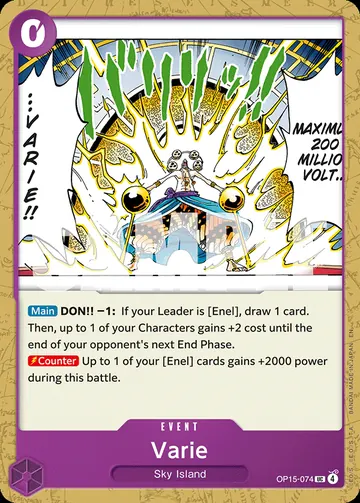 0
...VARIE!!
MAXIMUM
200
MILLION
VOLT...
Main DON!! −1: If your Leader is [Enel], draw 1 card.
Then, up to 1 of your Characters gains +2 cost until the
end of your opponent's next End Phase.
Counter Up to 1 of your [Enel] cards gains +2000 power
during this battle.
EVENT
Varie
Sky Island
OP15-074 UC 4